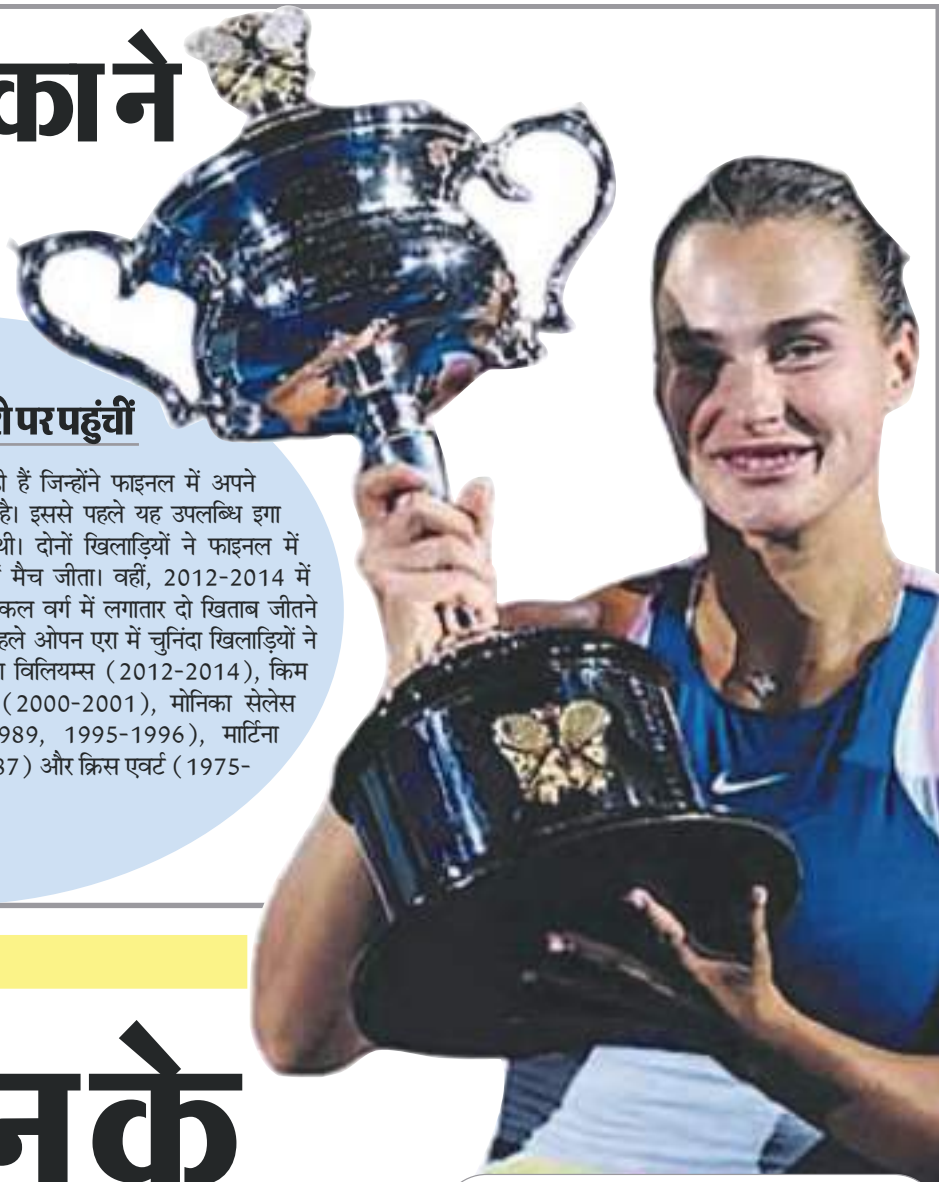 का ने
पर पहुंचीं
हैं जिन्होंने फाइनल में अपने
है। इससे पहले यह उपलब्धि इगा
थी। दोनों खिलाड़ियों ने फाइनल में
मैच जीता। वहीं, 2012-2014 में
कल वर्ग में लगातार दो खिताब जीतने
हले ओपन एरा में चुनिंदा खिलाड़ियों ने
विलियम्स (2012-2014), किम
(2000-2001), मोनिका सेलेस
989, 1995-1996), मार्टिना
87) और क्रिस एवर्ट (1975-
न के